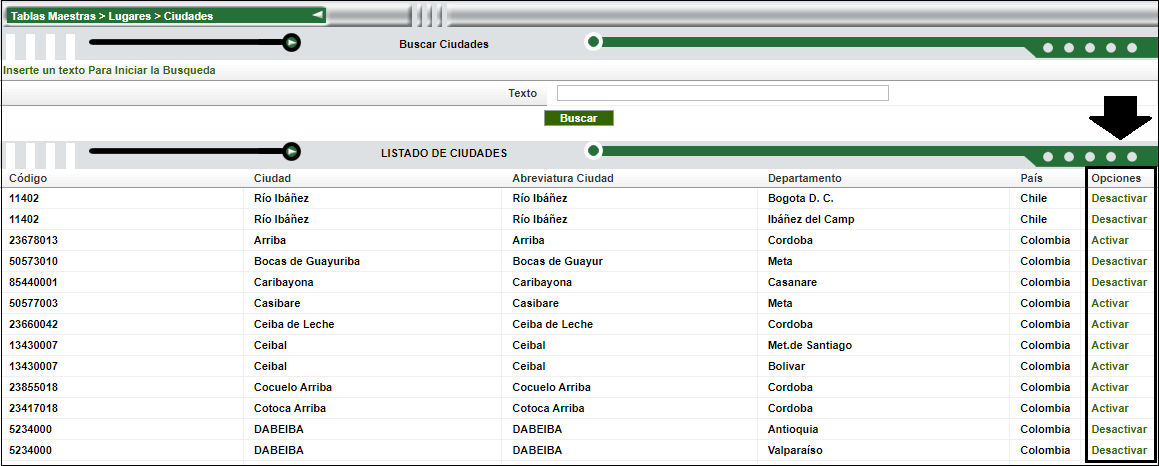 Tablas Maestras > Lugares > Ciudades
Buscar Ciudades
Inserte un texto Para Iniciar la Busqueda
Texto
Buscar
LISTADO DE CIUDADES
Código Ciudad Abreviatura Ciudad Departamento País Opciones
11402 Río Ibáñez Río Ibáñez Bogota D. C. Chile Desactivar
11402 Río Ibáñez Río Ibáñez Ibáñez del Camp Chile Desactivar
23678013 Arriba Arriba Cordoba Colombia Activar
50573010 Bocas de Guayuriba Bocas de Guayur Meta Colombia Desactivar
85440001 Caribayona Caribayona Casanare Colombia Desactivar
50577003 Casibare Casibare Meta Colombia Activar
23660042 Ceiba de Leche Ceiba de Leche Cordoba Colombia Activar
13430007 Ceibal Ceibal Met.de Santiago Colombia Activar
13430007 Ceibal Ceibal Bolivar Colombia Activar
23855018 Cocuelo Arriba Cocuelo Arriba Cordoba Colombia Activar
23417018 Cotoca Arriba Cotoca Arriba Cordoba Colombia Activar
5234000 DABEIBA DABEIBA Antioquia Colombia Desactivar
5234000 DABEIBA DABEIBA Valparaíso Colombia Desactivar